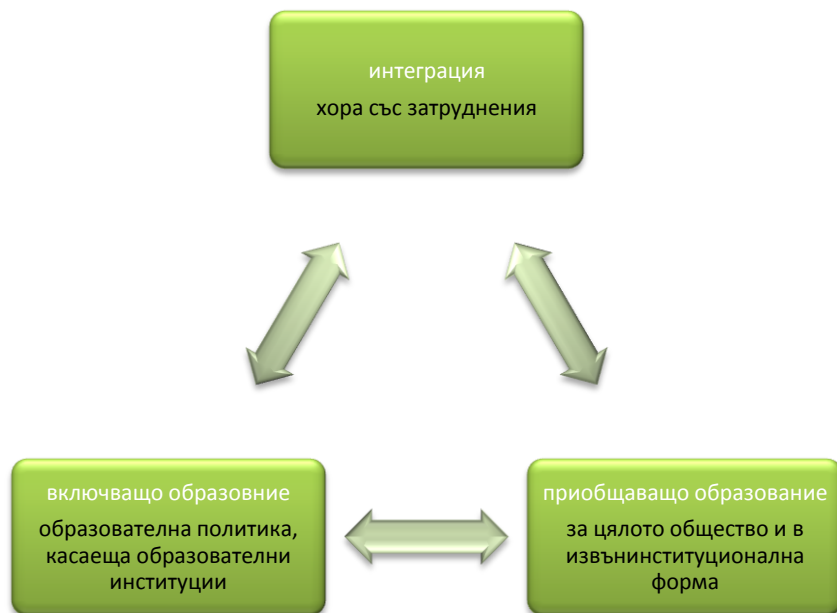 интеграция
хора със затруднения
включващо образовние
образователна политика,
касаеща образователни
институции
приобщаващо образование
за цялото общество и в
извънинституционална
форма